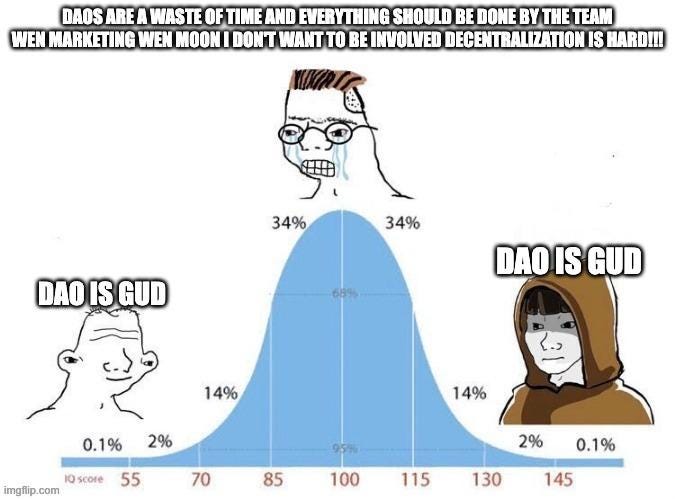 DAOS ARE A WASTE OF TIME AND EVERYTHING SHOULD BE DONE BY THE TEAM
WEN MARKETING WEN MOON I DON'T WANT TO BE INVOLVED DECENTRALIZATION IS HARD!!!
34% 34%
DAO IS GUD
DAO IS GUD
68%
14% 14%
0.1% 2% 95% 2% 0.1%
IQ score 55 70 85 100 115 130 145
imgflip.com